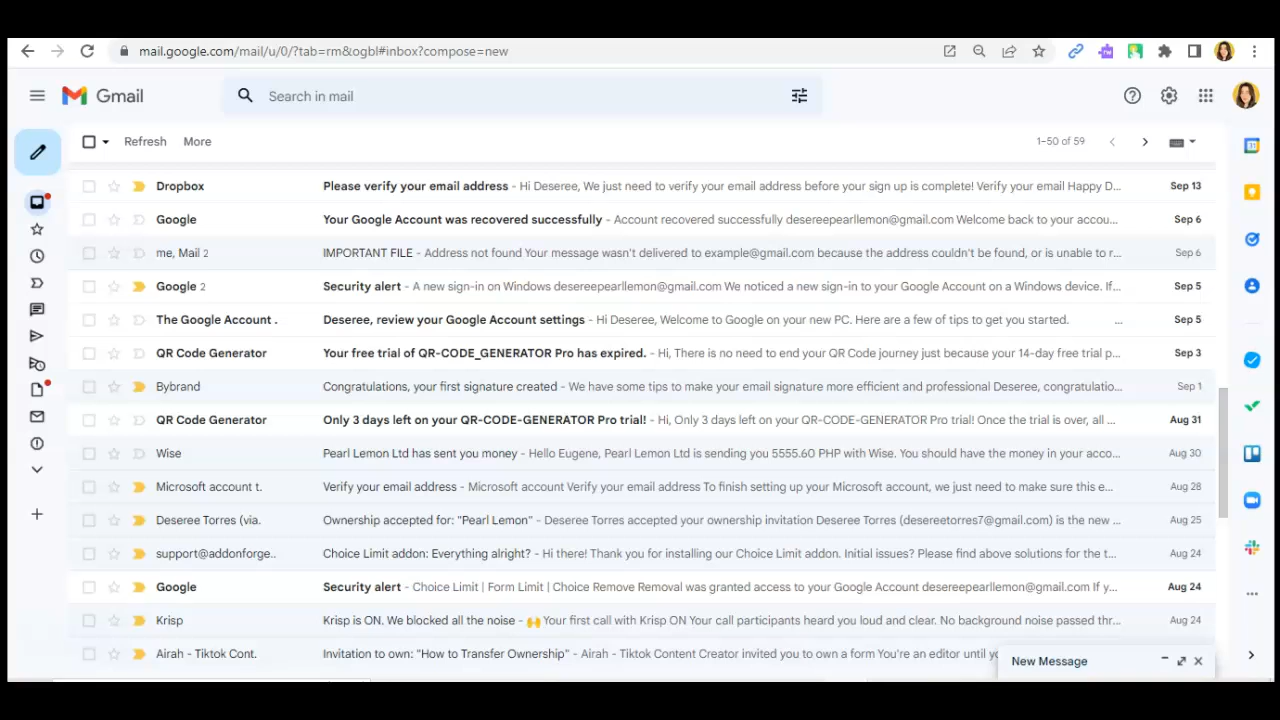 mail.google.com/mail/u/0/?tab=rm&ogbl#inbox?compose=new
Gmail
Search in mail
Refresh More 1–50 of 59
Dropbox Please verify your email address - Hi Deseree, We just need to verify your email address before your sign up is complete! Verify your email Happy D... Sep 13
Google Your Google Account was recovered successfully - Account recovered successfully desereepearllemon@gmail.com Welcome back to your accou... Sep 6
me, Mail 2 IMPORTANT FILE - Address not found Your message wasn't delivered to example@gmail.com because the address couldn't be found, or is unable to r... Sep 6
Google 2 Security alert - A new sign-in on Windows desereepearllemon@gmail.com We noticed a new sign-in to your Google Account on a Windows device. If... Sep 5
The Google Account . Deseree, review your Google Account settings - Hi Deseree, Welcome to Google on your new PC. Here are a few of tips to get you started. ... Sep 5
QR Code Generator Your free trial of QR-CODE_GENERATOR Pro has expired. - Hi, There is no need to end your QR Code journey just because your 14-day free trial p... Sep 3
Bybrand Congratulations, your first signature created - We have some tips to make your email signature more efficient and professional Deseree, congratulatio... Sep 1
QR Code Generator Only 3 days left on your QR-CODE-GENERATOR Pro trial! - Hi, Only 3 days left on your QR-CODE-GENERATOR Pro trial! Once the trial is over, all ... Aug 31
Wise Pearl Lemon Ltd has sent you money - Hello Eugene, Pearl Lemon Ltd is sending you 5555.60 PHP with Wise. You should have the money in your acco... Aug 30
Microsoft account t. Verify your email address - Microsoft account Verify your email address To finish setting up your Microsoft account, we just need to make sure this e... Aug 28
Deseree Torres (via. Ownership accepted for: "Pearl Lemon" - Deseree Torres accepted your ownership invitation Deseree Torres (desereetorres7@gmail.com) is the new ... Aug 25
support@addonforge.. Choice Limit addon: Everything alright? - Hi there! Thank you for installing our Choice Limit addon. Initial issues? Please find above solutions for the t... Aug 24
Google Security alert - Choice Limit | Form Limit | Choice Remove Removal was granted access to your Google Account desereepearllemon@gmail.com If y... Aug 24
Krisp Krisp is ON. We blocked all the noise - 🙌 Your first call with Krisp ON Your call participants heard you loud and clear. No background noise passed thr... Aug 24
Airah - Tiktok Cont. Invitation to own: "How to Transfer Ownership" - Airah - Tiktok Content Creator invited you to own a form You're an editor until yo
New Message